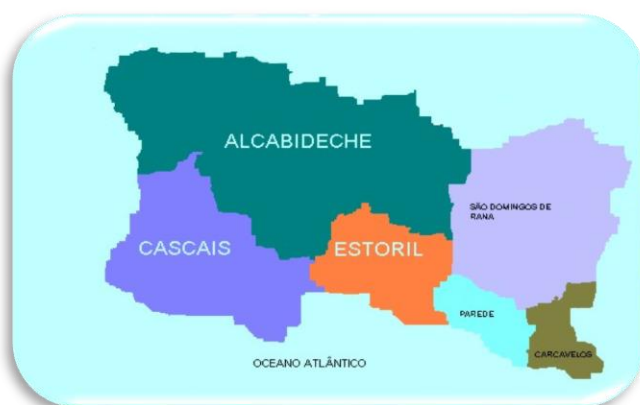 ALCABIDECHE
SÃO DOMINGOS DE
RANA
CASCAIS
ESTORIL
PAREDE
CARCAVELOS
OCEANO ATLÂNTICO